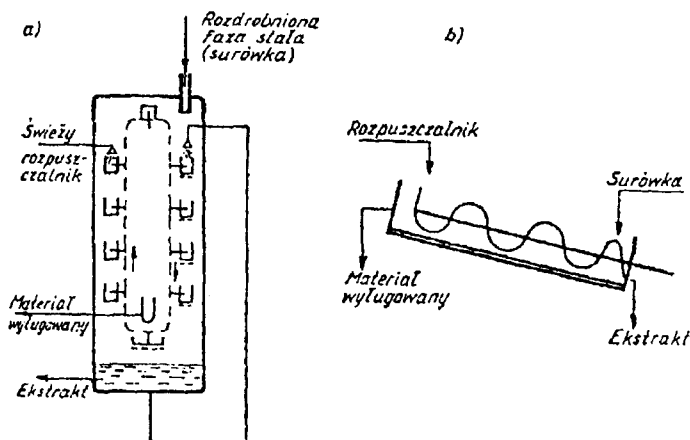 a)
Rozdrobniona
faza stała
(surówka)
Świeży
rozpusz-
czalnik
Materiał
wyługowany
Ekstrakt
b)
Rozpuszczalnik
Surówka
Materiał
wyługowany
Ekstrakt